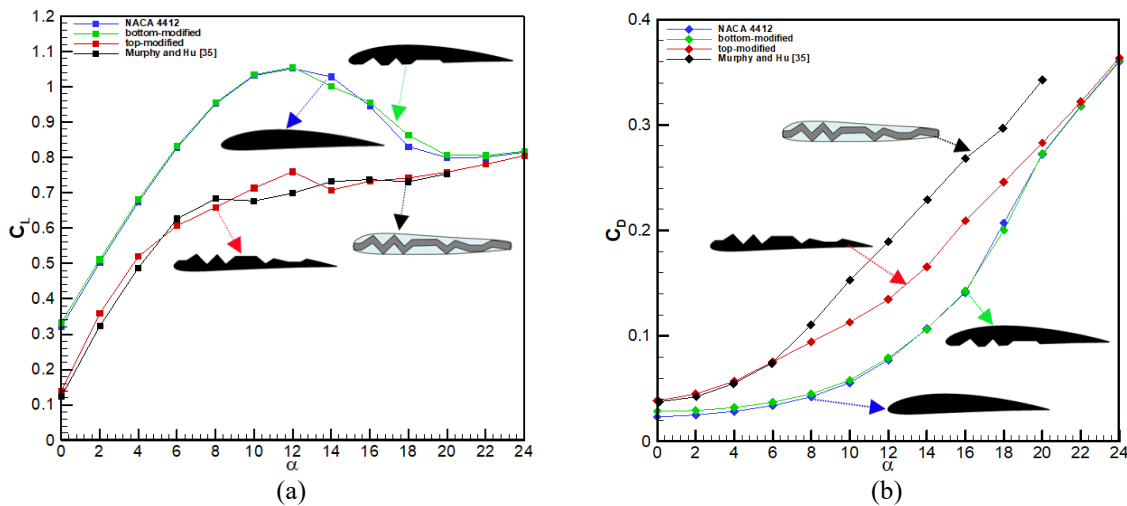 1.2
1.1
1
0.9
0.8
0.7
0.6
0.5
0.4
0.3
0.2
0.1
0
C_L
NACA 4412
bottom-modified
top-modified
Murphy and Hu [35]
0 2 4 6 8 10 12 14 16 18 20 22 24
α
(a)
0.4
0.3
0.2
0.1
0
C_D
NACA 4412
bottom-modified
top-modified
Murphy and Hu [35]
0 2 4 6 8 10 12 14 16 18 20 22 24
α
(b)